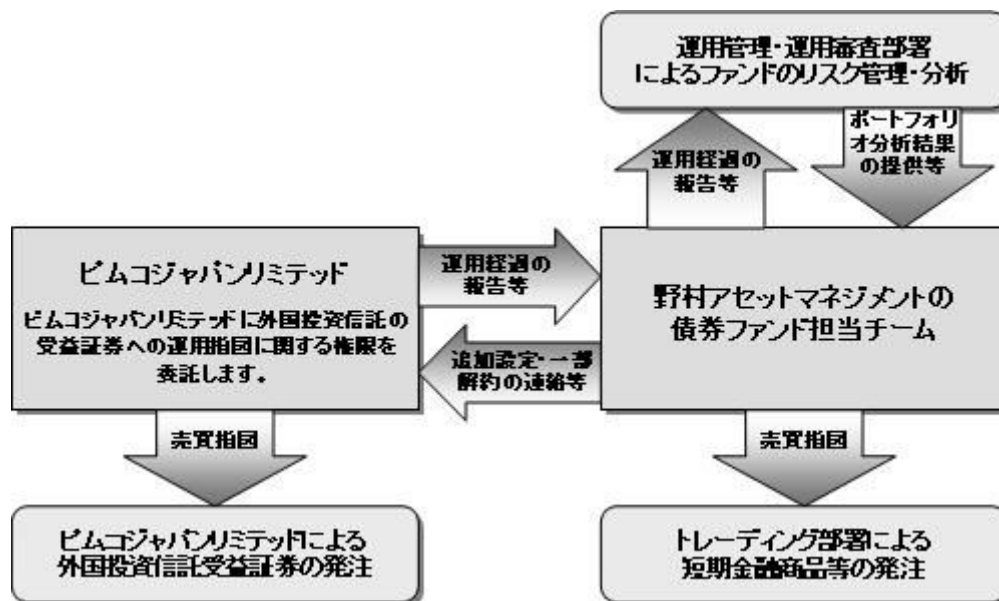 運用管理・運用審査部署
によるファンドのリスク管理・分析
運用経過の
報告等
ポートフォリ
オ分析結果
の提供等
ピムコジャパンリミテッド
ピムコジャパンリミテッドに外国投資信託の
受益証券への運用指図に関する権限を
委託します。
運用経過の
報告等
追加設定・一部
解約の連絡等
野村アセットマネジメントの
債券ファンド担当チーム
売買指図
売買指図
ピムコジャパンリミテッドによる
外国投資信託受益証券の発注
トレーディング部署による
短期金融商品等の発注